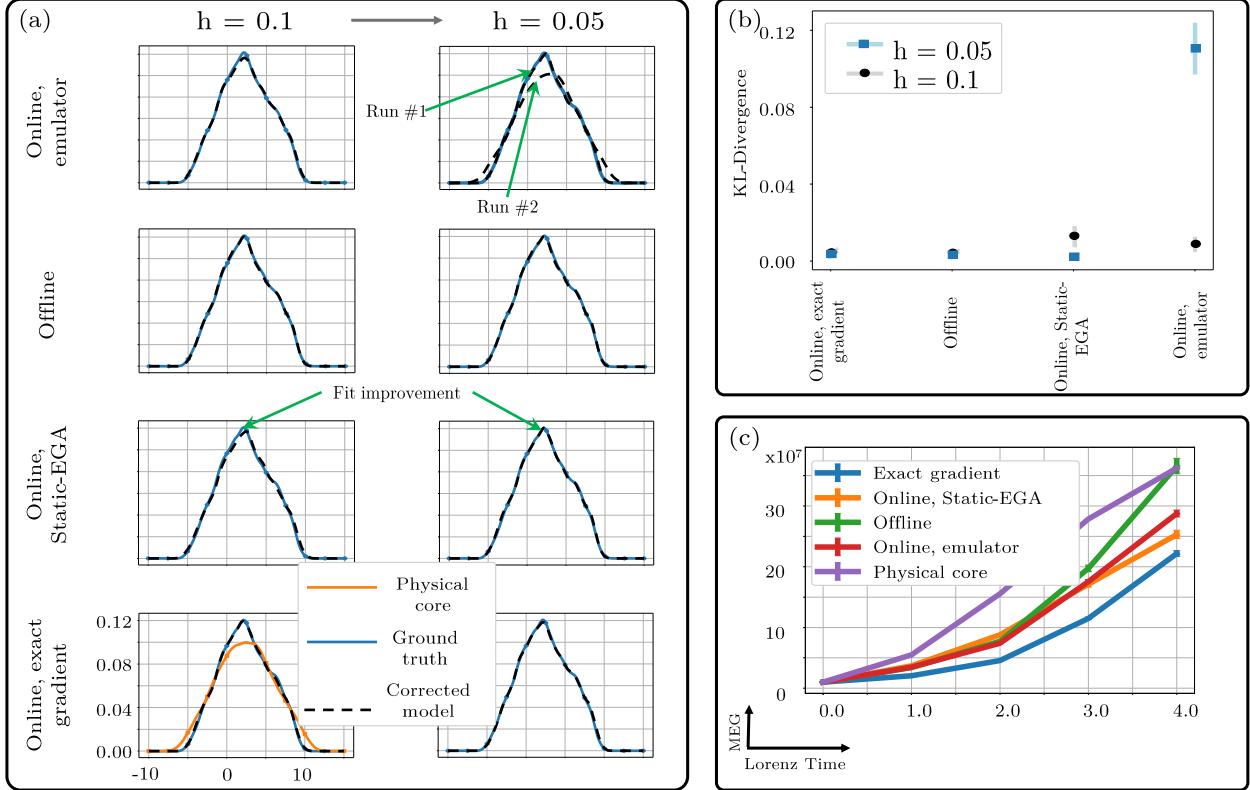 (a)
h = 0.1
h = 0.05
Online,
emulator
Run #1
Run #2
Offline
Fit improvement
Online,
Static-EGA
Physical
core
Ground
truth
Corrected
model
Online, exact
gradient
0.12
0.08
0.04
0.00
-10
0
10
(b)
KL-Divergence
0.12
0.08
0.04
0.00
h = 0.05
h = 0.1
Online, exact
gradient
Offline
Online, Static-
EGA
Online,
emulator
(c)
x10⁷
30
20
10
0
Exact gradient
Online, Static-EGA
Offline
Online, emulator
Physical core
0.0
1.0
2.0
3.0
4.0
MEG
Lorenz Time